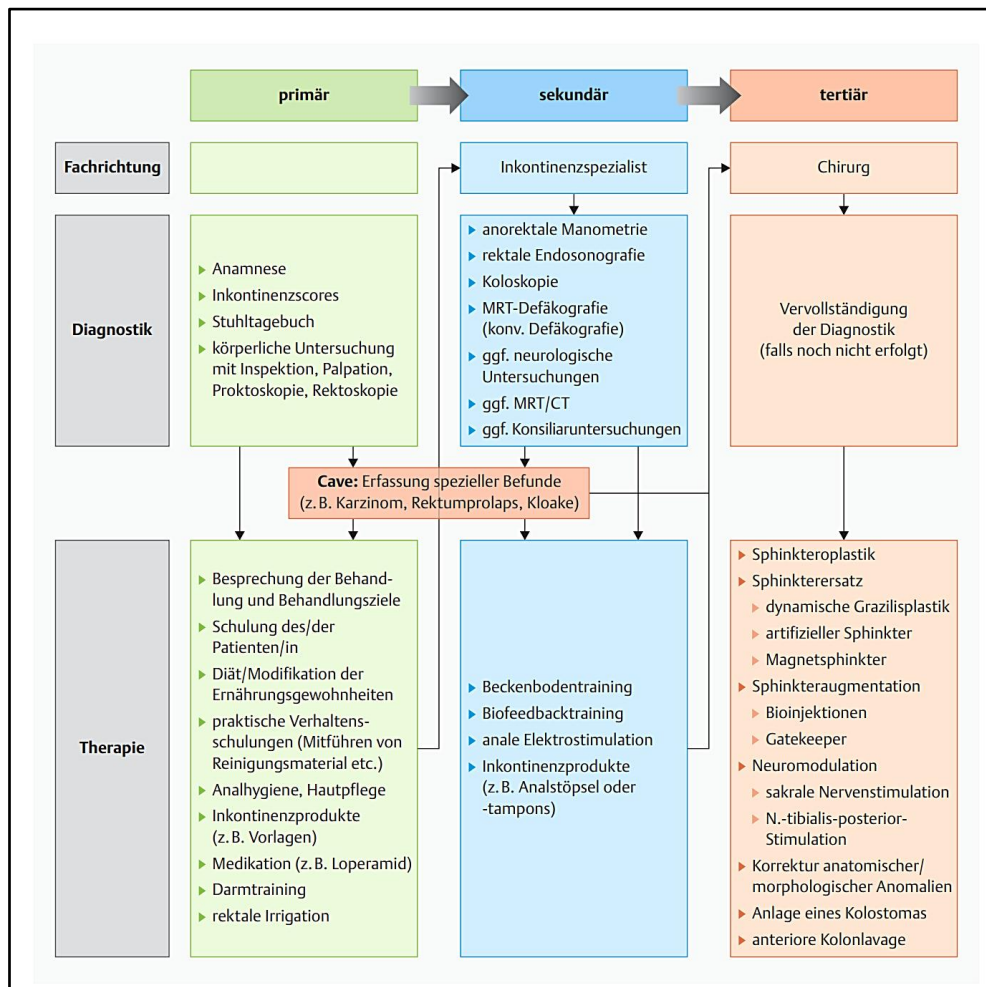 primär
sekundär
tertiär
Fachrichtung
Inkontinenzspezialist
Chirurg
Diagnostik
Anamnese
Inkontinenzscores
Stuhltagebuch
körperliche Untersuchung
mit Inspektion, Palpation,
Proktoskopie, Rektoskopie
anorektale Manometrie
rektale Endosonografie
Koloskopie
MRT-Defäkografie
(konv. Defäkografie)
ggf. neurologische
Untersuchungen
ggf. MRT/CT
ggf. Konsiliaruntersuchungen
Vervollständigung
der Diagnostik
(falls noch nicht erfolgt)
Cave: Erfassung spezieller Befunde
(z. B. Karzinom, Rektumprolaps, Kloake)
Therapie
Besprechung der Behand-
lung und Behandlungsziele
Schulung des/der
Patienten/in
Diät/Modifikation der
Ernährungsgewohnheiten
praktische Verhaltens-
schulungen (Mitführen von
Reinigungsmaterial etc.)
Analhygiene, Hautpflege
Inkontinenzprodukte
(z. B. Vorlagen)
Medikation (z. B. Loperamid)
Darmtraining
rektale Irrigation
Beckenbodentraining
Biofeedbacktraining
anale Elektrostimulation
Inkontinenzprodukte
(z. B. Analstöpsel oder
-tampons)
Sphinkteroplastik
Sphinkterersatz
dynamische Grazilisplastik
artifizieller Sphinkter
Magnetsphinkter
Sphinkteraugmentation
Bioinjektionen
Gatekeeper
Neuromodulation
sakrale Nervenstimulation
N.-tibialis-posterior-
Stimulation
Korrektur anatomischer/
morphologischer Anomalien
Anlage eines Kolostomas
anteriore Kolonlavage